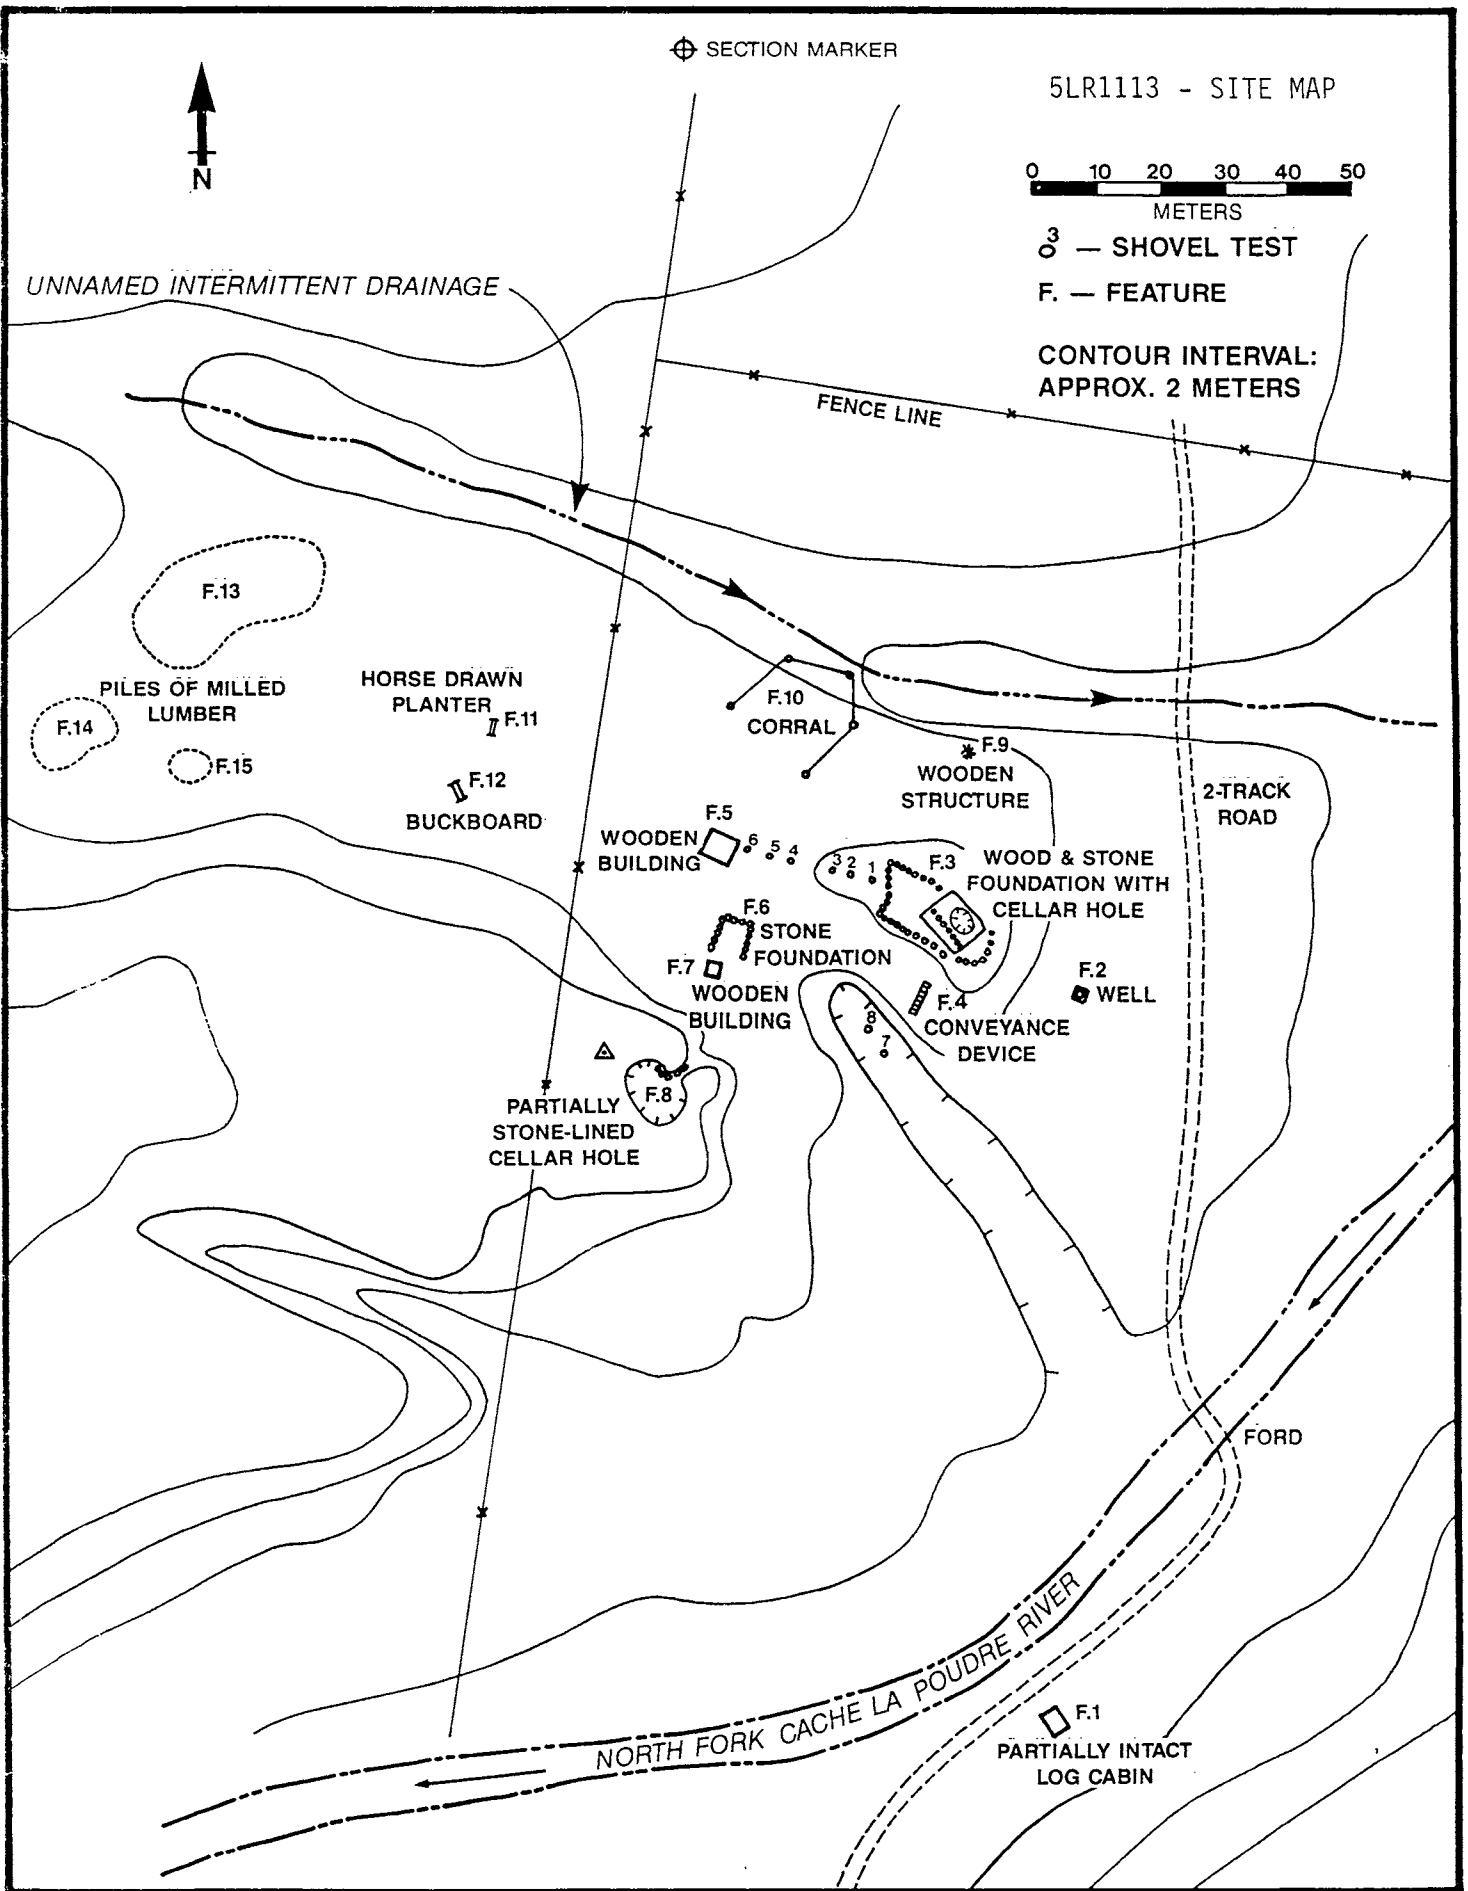 SECTION MARKER
5LR1113 - SITE MAP
N
0 10 20 30 40 50
METERS
3
— SHOVEL TEST
F. — FEATURE
CONTOUR INTERVAL:
APPROX. 2 METERS
UNNAMED INTERMITTENT DRAINAGE
FENCE LINE
F.13
PILES OF MILLED
LUMBER
F.14
F.15
HORSE DRAWN
PLANTER
F.11
F.12
BUCKBOARD
F.10
CORRAL
F.9
WOODEN
STRUCTURE
2-TRACK
ROAD
F.5
WOODEN
BUILDING
6 5 4 3 2 1
F.3
WOOD & STONE
FOUNDATION WITH
CELLAR HOLE
F.6
STONE
FOUNDATION
F.7
WOODEN
BUILDING
F.2
WELL
F.4
CONVEYANCE
DEVICE
8
7
F.8
PARTIALLY
STONE-LINED
CELLAR HOLE
FORD
NORTH FORK CACHE LA POUDRE RIVER
F.1
PARTIALLY INTACT
LOG CABIN